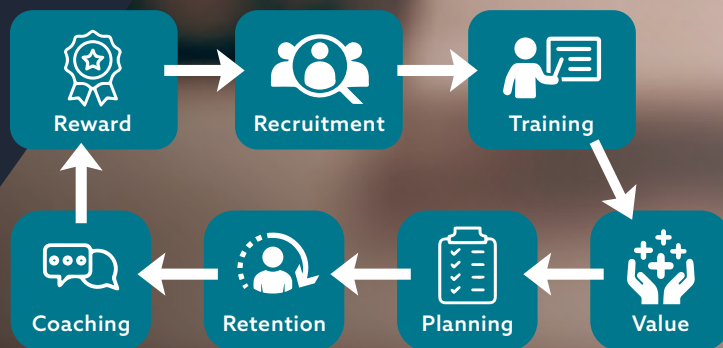 Reward
Recruitment
Training
Coaching
Retention
Planning
Value